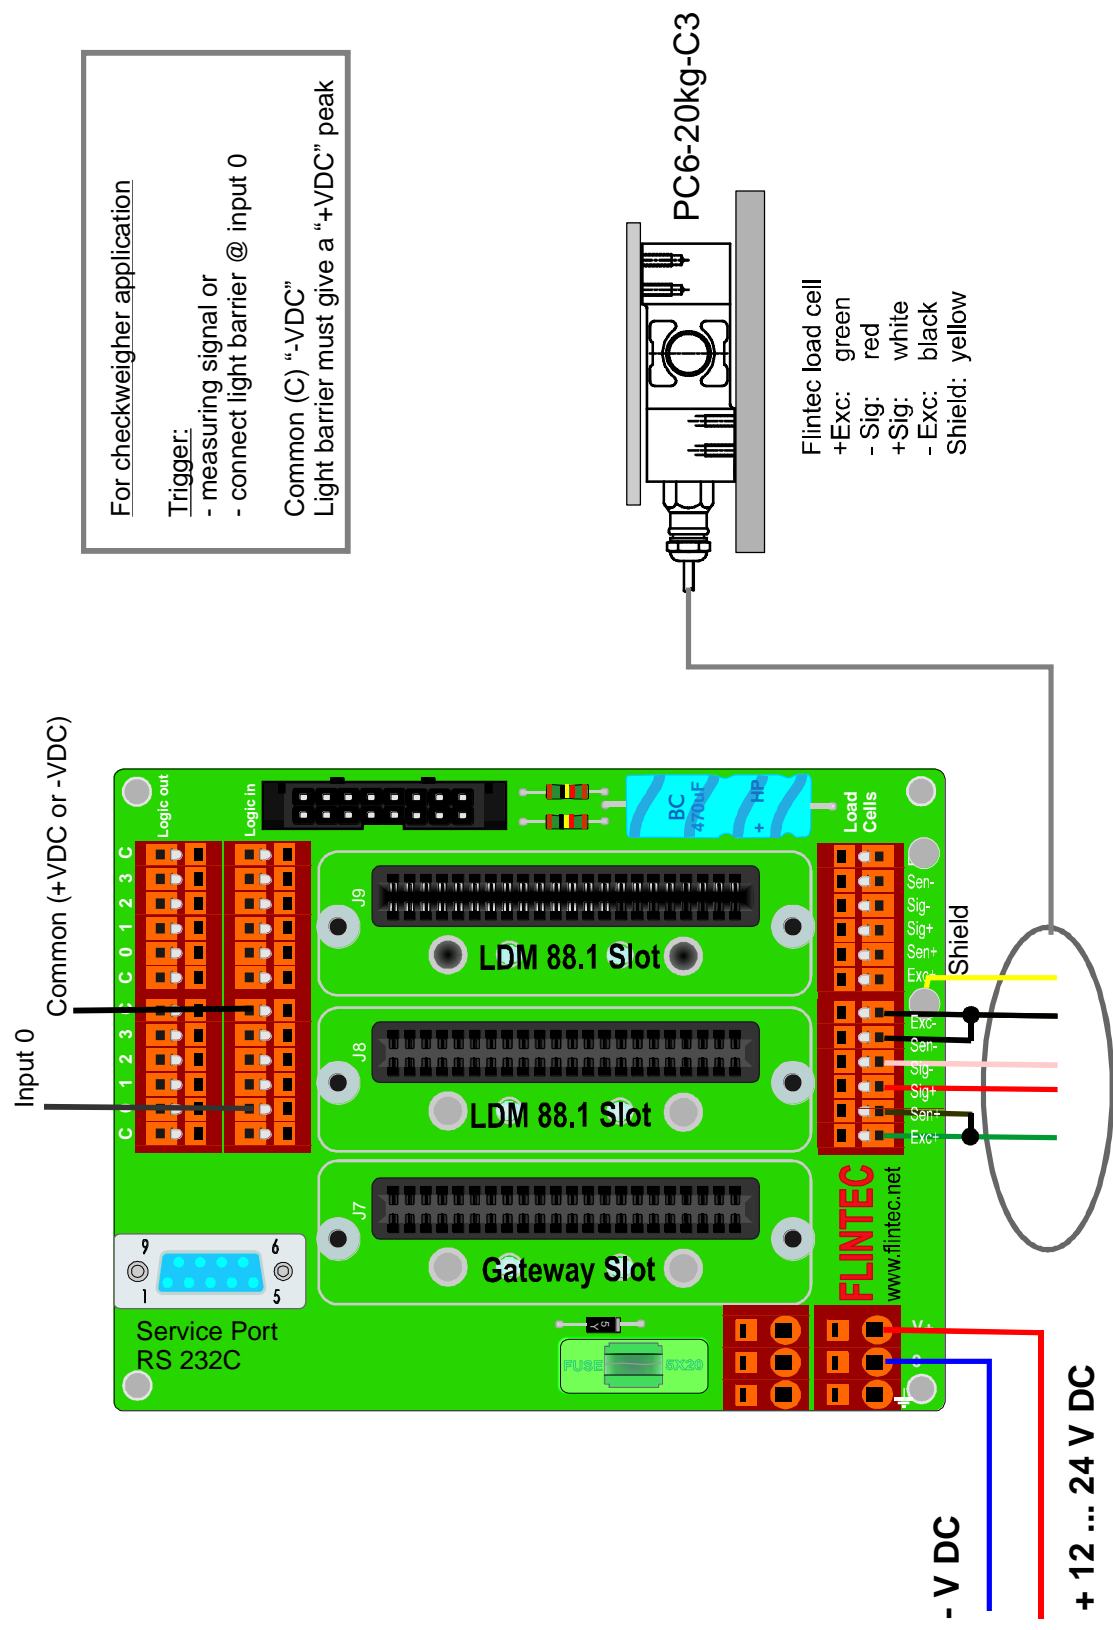 For checkweigher application
Trigger:
- measuring signal or
- connect light barrier @ input 0
Common (C) “-VDC”
Light barrier must give a “+VDC” peak
PC6-20kg-C3
Flintec load cell
+Exc: green
- Sig: red
+Sig: white
- Exc: black
Shield: yellow
Common (+VDC or -VDC)
Input 0
Logic out
Logic in
C 3 2 1 0 C
3 2 1 C
BC
470uF
+ HP
Load
Cells
Sen-
Sig-
Sig+
Sen+
Exc+
Shield
Exc-
Sen-
Sig-
Sig+
Sen+
Exc+
J9
LDM 88.1 Slot
J8
LDM 88.1 Slot
J7
Gateway Slot
FLINTEC
www.flintec.net
9
6
1
5
Service Port
RS 232C
5 Y
FUSE
5X20
V+
- V DC
+ 12 ... 24 V DC